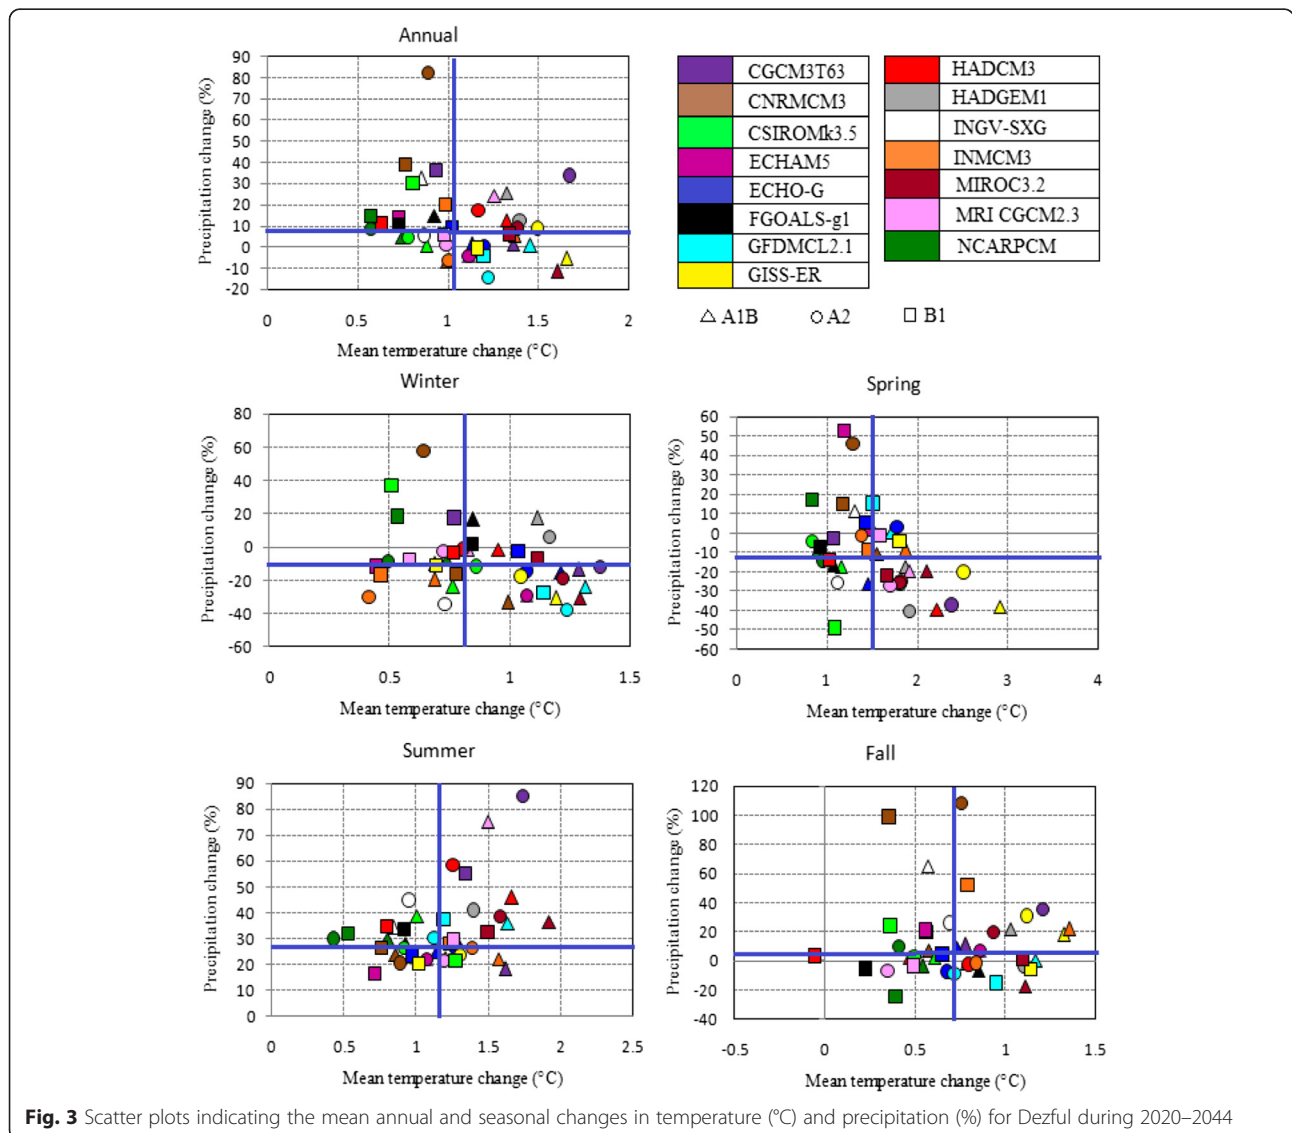 Annual
Precipitation change (%)
90
80
70
60
50
40
30
20
10
0
-10
-20
0 0.5 1 1.5 2
Mean temperature change (°C)
CGCM3T63
CNRMCM3
CSIROMk3.5
ECHAM5
ECHO-G
FGOALS-g1
GFDMCL2.1
GISS-ER
HADCM3
HADGEM1
INGV-SXG
INMCM3
MIROC3.2
MRI CGCM2.3
NCARPCM
A1B A2 B1
Winter
Precipitation change (%)
80
60
40
20
0
-20
-40
-60
0 0.5 1 1.5
Mean temperature change (°C)
Spring
Precipitation change (%)
60
50
40
30
20
10
0
-10
-20
-30
-40
-50
-60
0 1 2 3 4
Mean temperature change (°C)
Summer
Precipitation change (%)
90
80
70
60
50
40
30
20
10
0
0 0.5 1 1.5 2 2.5
Mean temperature change (°C)
Fall
Precipitation change (%)
120
100
80
60
40
20
0
-20
-40
-0.5 0 0.5 1 1.5
Mean temperature change (°C)
Fig. 3 Scatter plots indicating the mean annual and seasonal changes in temperature (°C) and precipitation (%) for Dezful during 2020–2044